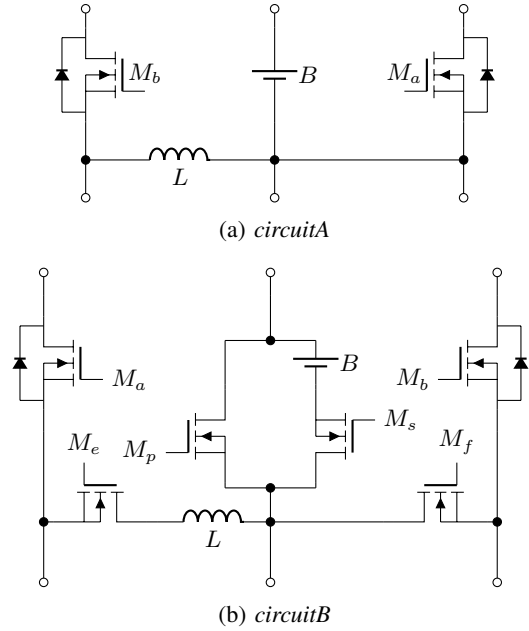 M_b
B
M_a
L
(a) circuitA
M_a
B
M_b
M_s
M_e
M_p
M_f
L
(b) circuitB